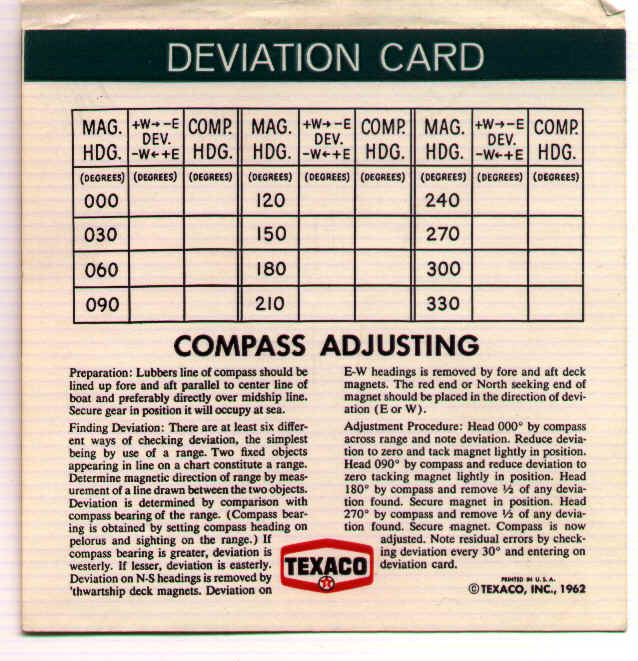 DEVIATION CARD
MAG. HDG. +W→-E DEV. -W←+E COMP. HDG. MAG. HDG. +W→-E DEV. -W←+E COMP. HDG. MAG. HDG. +W→-E DEV. -W←+E COMP. HDG.
(DEGREES) (DEGREES) (DEGREES) (DEGREES) (DEGREES) (DEGREES) (DEGREES) (DEGREES) (DEGREES)
000 120 240
030 150 270
060 180 300
090 210 330
COMPASS ADJUSTING
Preparation: Lubbers line of compass should be
lined up fore and aft parallel to center line of
boat and preferably directly over midship line.
Secure gear in position it will occupy at sea.
Finding Deviation: There are at least six differ-
ent ways of checking deviation, the simplest
being by use of a range. Two fixed objects
appearing in line on a chart constitute a range.
Determine magnetic direction of range by meas-
urement of a line drawn between the two objects.
Deviation is determined by comparison with
compass bearing of the range. (Compass bear-
ing is obtained by setting compass heading on
pelorus and sighting on the range.) If
compass bearing is greater, deviation is
westerly. If lesser, deviation is easterly.
Deviation on N-S headings is removed by
'thwartship deck magnets. Deviation on
E-W headings is removed by fore and aft deck
magnets. The red end or North seeking end of
magnet should be placed in the direction of devi-
ation (E or W).
Adjustment Procedure: Head 000° by compass
across range and note deviation. Reduce devia-
tion to zero and tack magnet lightly in position.
Head 090° by compass and reduce deviation to
zero tacking magnet lightly in position. Head
180° by compass and remove ½ of any devia-
tion found. Secure magnet in position. Head
270° by compass and remove ½ of any devia-
tion found. Secure magnet. Compass is now
adjusted. Note residual errors by check-
ing deviation every 30° and entering on
deviation card.
TEXACO
T
PRINTED IN U.S.A.
© TEXACO, INC., 1962